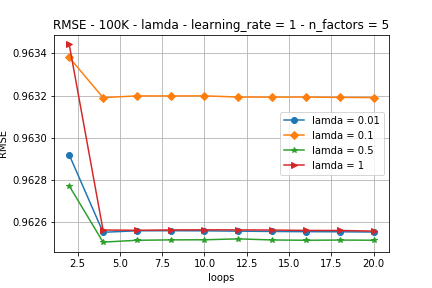 RMSE - 100K - lamda - learning_rate = 1 - n_factors = 5
0.9634
0.9632
0.9630
0.9628
0.9626
RMSE
lamda = 0.01
lamda = 0.1
lamda = 0.5
lamda = 1
2.5 5.0 7.5 10.0 12.5 15.0 17.5 20.0
loops